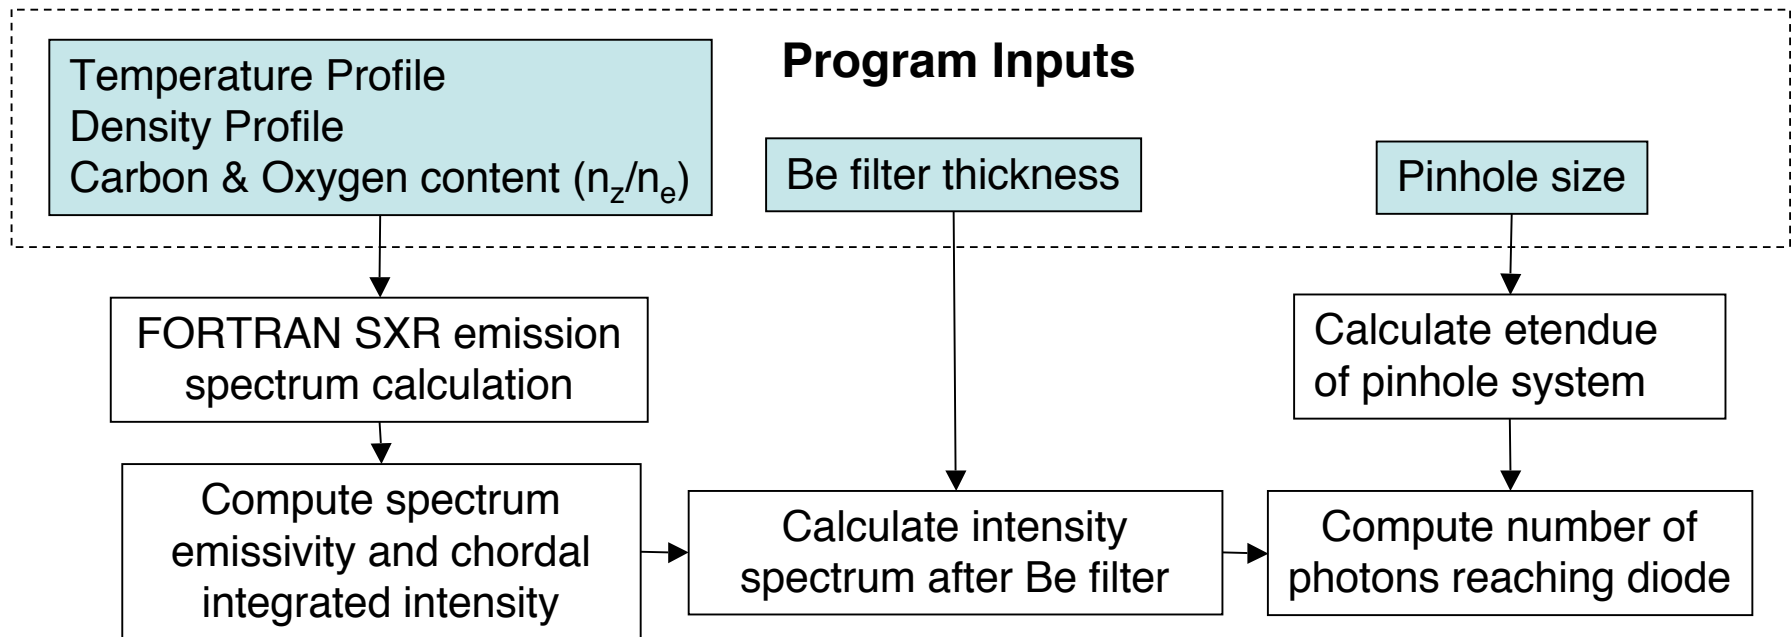 Program Inputs
Temperature Profile
Density Profile
Carbon & Oxygen content (nz/ne)
Be filter thickness
Pinhole size
FORTRAN SXR emission
spectrum calculation
Calculate etendue
of pinhole system
Compute spectrum
emissivity and chordal
integrated intensity
Calculate intensity
spectrum after Be filter
Compute number of
photons reaching diode